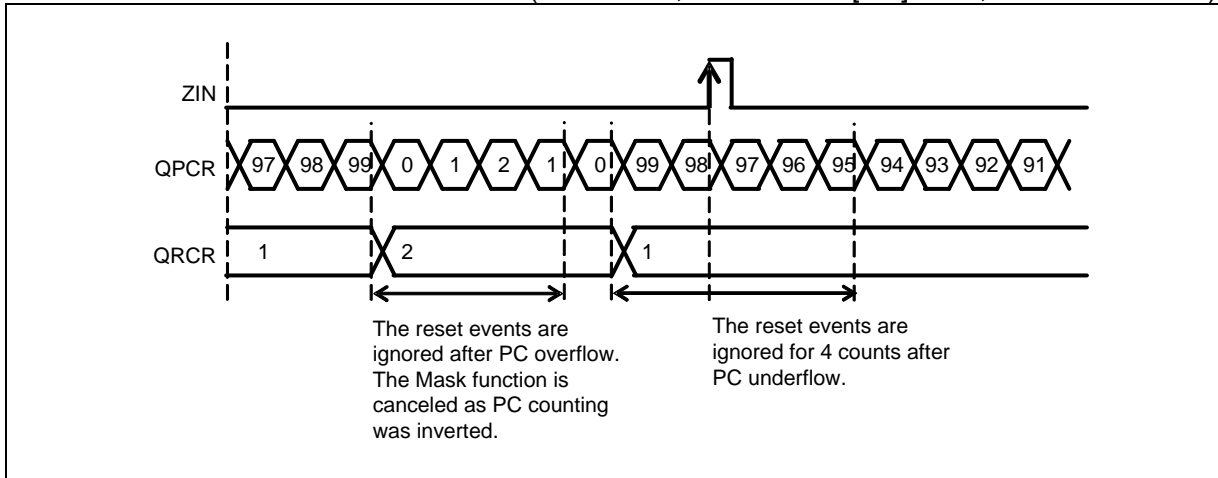 ZIN
QPCR 97 98 99 0 1 2 1 0 99 98 97 96 95 94 93 92 91
QRCR 1 2 1
The reset events are
ignored after PC overflow.
The Mask function is
canceled as PC counting
was inverted.
The reset events are
ignored for 4 counts after
PC underflow.